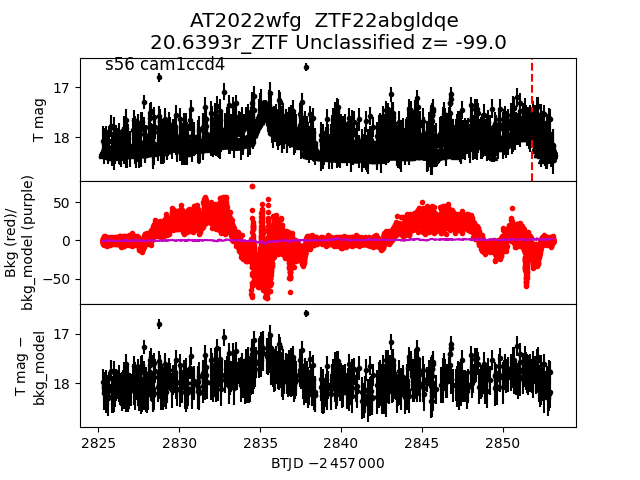 AT2022wfg  ZTF22abgldqe
20.6393r_ZTF Unclassified z= -99.0
s56 cam1ccd4
T mag
17
18
Bkg (red)/
bkg_model (purple)
50
0
−50
T mag −
bkg_model
17
18
2825 2830 2835 2840 2845 2850
BTJD −2 457 000